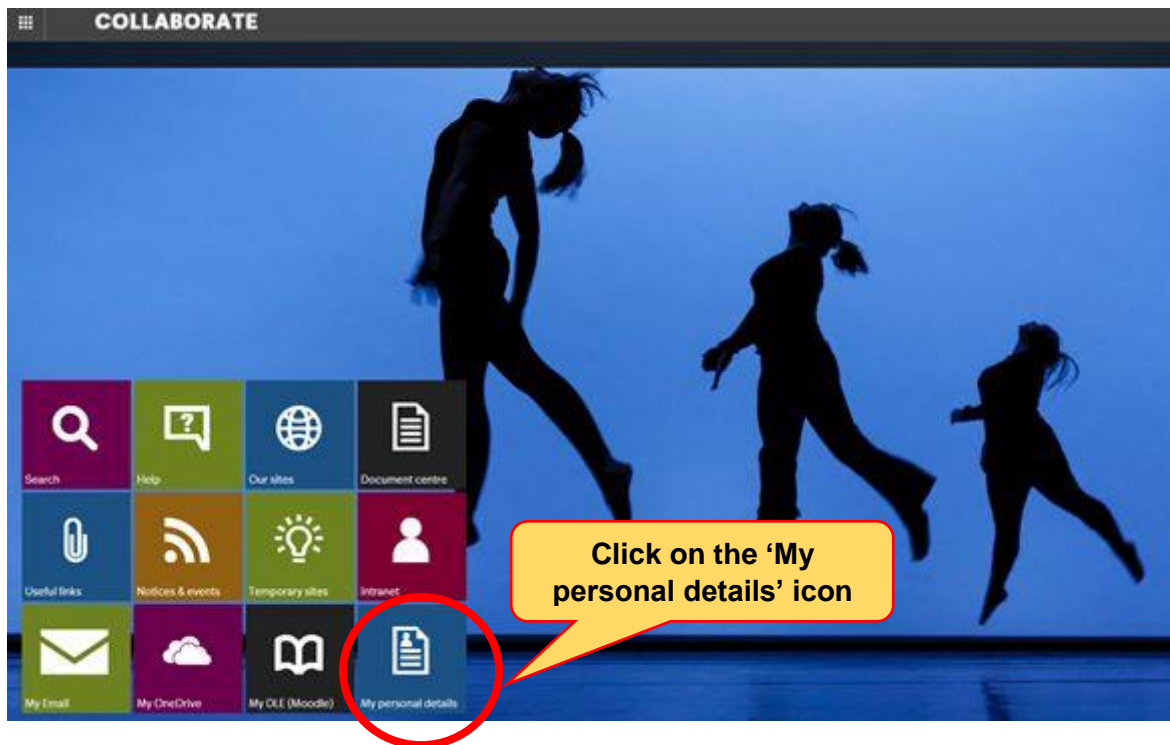 COLLABORATE
Search
Help
Our sites
Document centre
Useful links
Notices & events
Temporary sites
Intranet
Click on the ‘My
personal details’ icon
My Email
My OneDrive
My OLE (Moodle)
My personal details